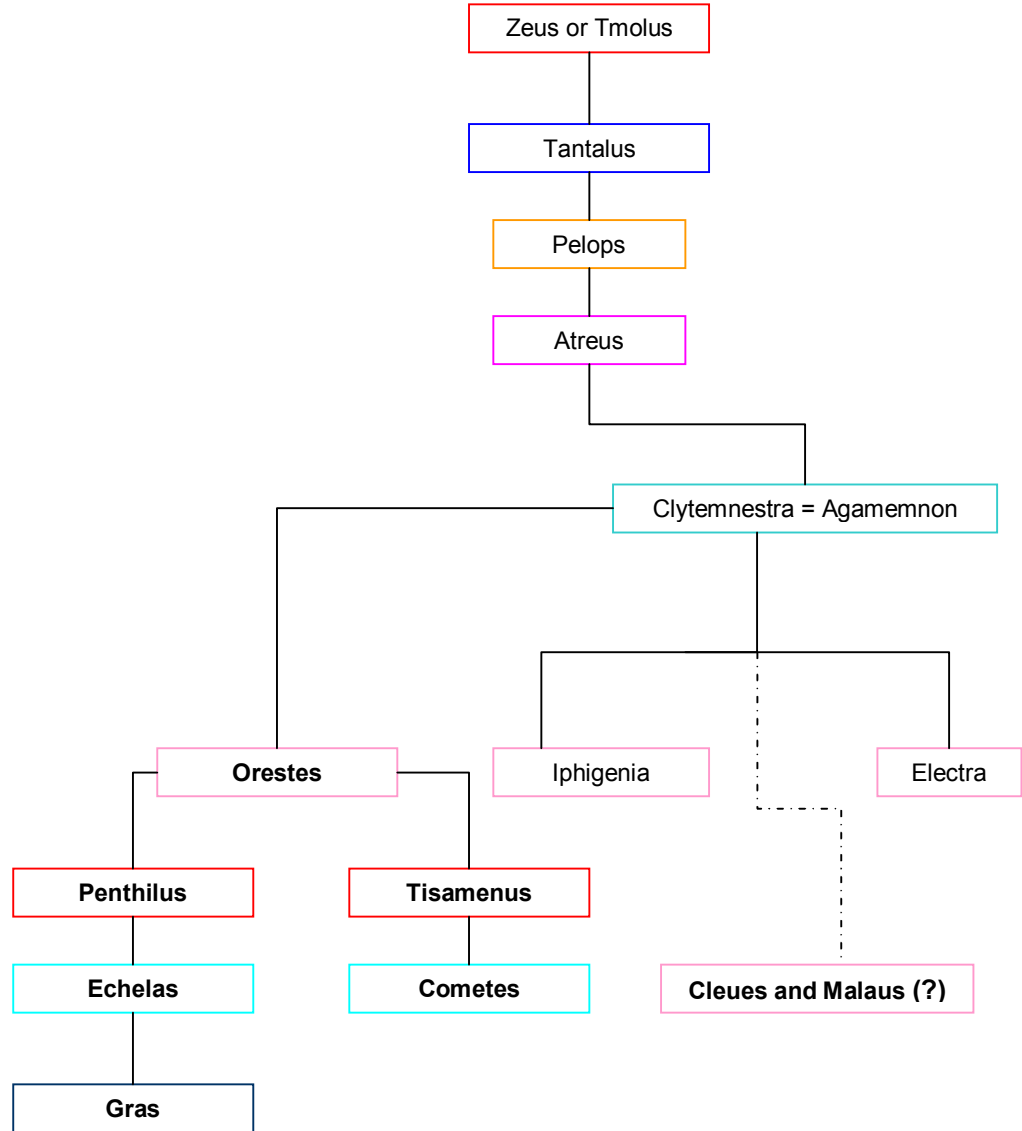 Zeus or Tmolus
Tantalus
Pelops
Atreus
Clytemnestra = Agamemnon
Orestes
Iphigenia
Electra
Penthilus
Tisamenus
Echelas
Cometes
Cleues and Malaus (?)
Gras